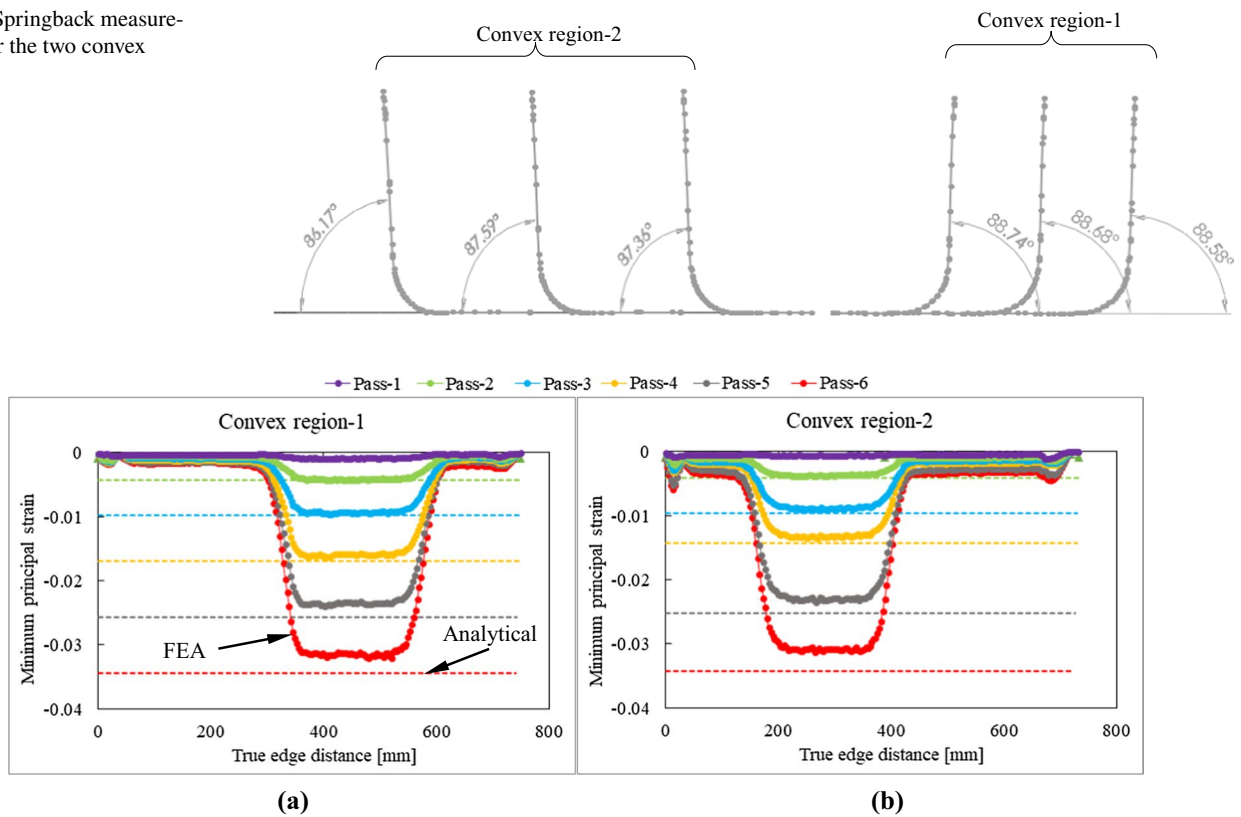 Springback measure-
r the two convex
Convex region-2
Convex region-1
86.17°
87.59°
87.36°
88.74°
88.68°
88.58°
Pass-1 Pass-2 Pass-3 Pass-4 Pass-5 Pass-6
Convex region-1
Minimum principal strain
0
-0.01
-0.02
-0.03
-0.04
FEA
Analytical
0 200 400 600 800
True edge distance [mm]
(a)
Convex region-2
Minimum principal strain
0
-0.01
-0.02
-0.03
-0.04
0 200 400 600 800
True edge distance [mm]
(b)